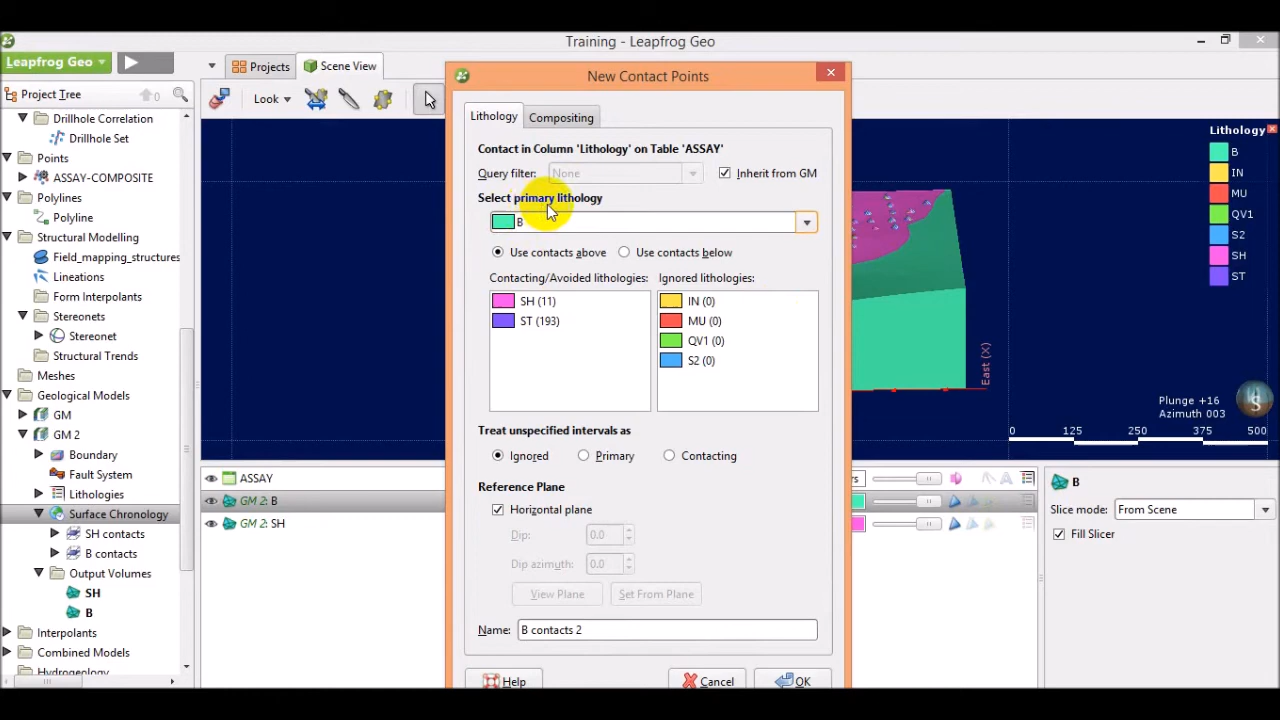 Training - Leapfrog Geo
Leapfrog Geo
Projects
Scene View
Project Tree
0
Look
Drillhole Correlation
Drillhole Set
Points
ASSAY-COMPOSITE
Polylines
Polyline
Structural Modelling
Field_mapping_structures
Lineations
Form Interpolants
Stereonets
Stereonet
Structural Trends
Meshes
Geological Models
GM
GM 2
Boundary
Fault System
Lithologies
Surface Chronology
SH contacts
B contacts
Output Volumes
SH
B
Interpolants
Combined Models
Hydrogeology
New Contact Points
Lithology
Compositing
Contact in Column 'Lithology' on Table 'ASSAY'
Query filter: None Inherit from GM
Select primary lithology
B
Use contacts above Use contacts below
Contacting/Avoided lithologies: Ignored lithologies:
SH (11)
ST (193)
IN (0)
MU (0)
QV1 (0)
S2 (0)
Treat unspecified intervals as
Ignored Primary Contacting
Reference Plane
Horizontal plane
Dip: 0.0
Dip azimuth: 0.0
View Plane Set From Plane
Name: B contacts 2
Help Cancel OK
Lithology
B
IN
MU
QV1
S2
SH
ST
East (X)
Plunge +16
Azimuth 003
S
0 125 250 375 500
ASSAY
GM 2: B
GM 2: SH
rs
B
Slice mode: From Scene
Fill Slicer